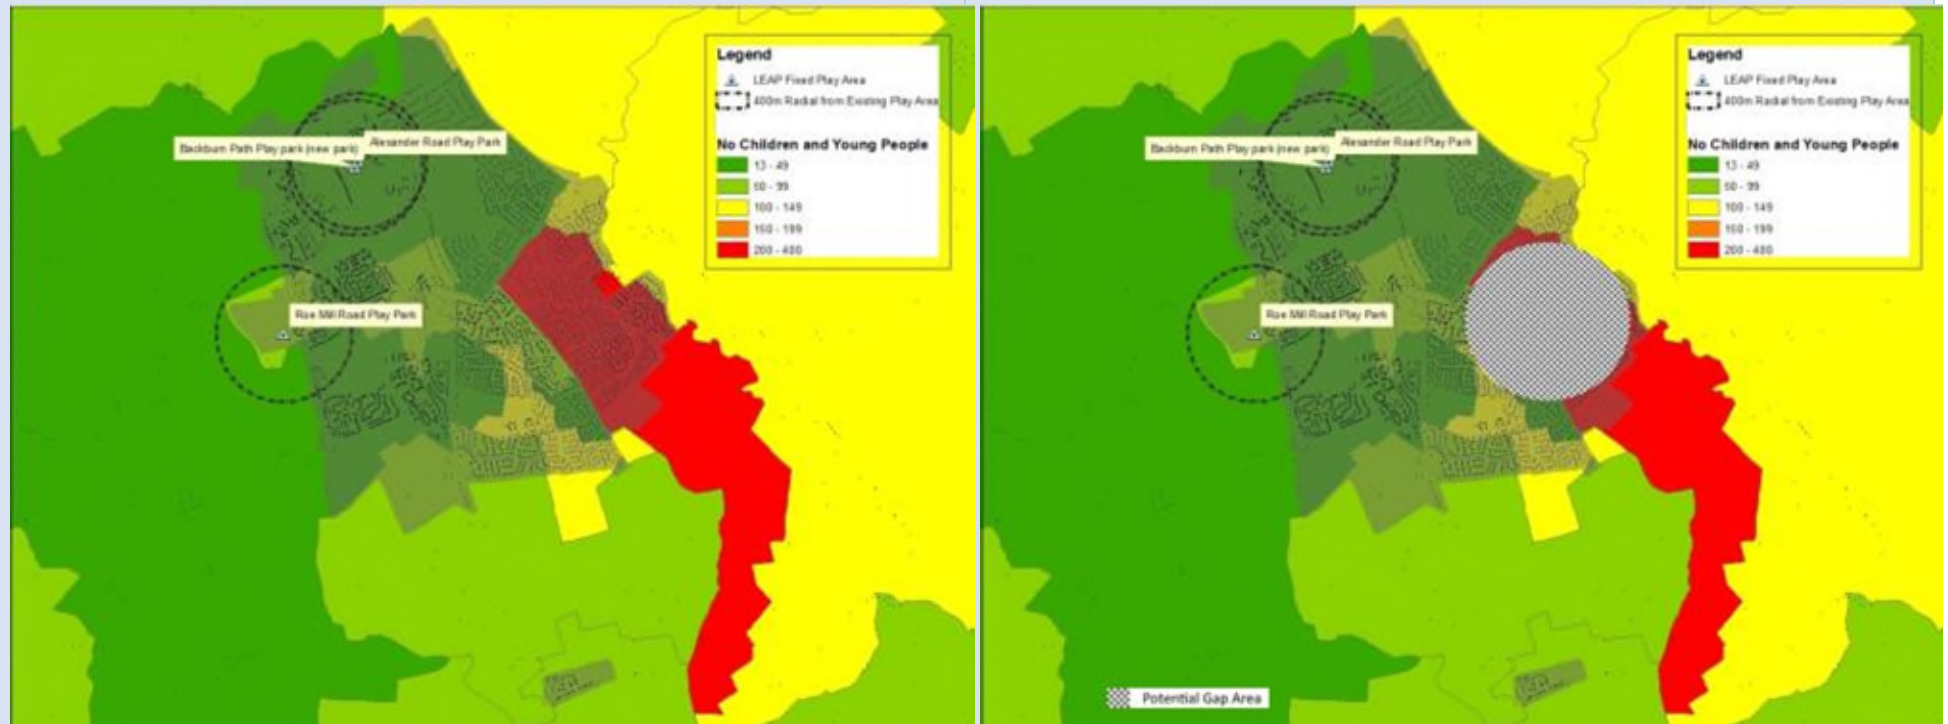 Legend
LEAP Fixed Play Area
400m Radial from Existing Play Area
No Children and Young People
13 - 49
50 - 99
100 - 149
150 - 199
200 - 480
Backburn Path Play park (new park)
Alexander Road Play Park
Roe Mill Road Play Park
Legend
LEAP Fixed Play Area
400m Radial from Existing Play Area
No Children and Young People
13 - 49
50 - 99
100 - 149
150 - 199
200 - 480
Backburn Path Play park (new park)
Alexander Road Play Park
Roe Mill Road Play Park
Potential Gap Area